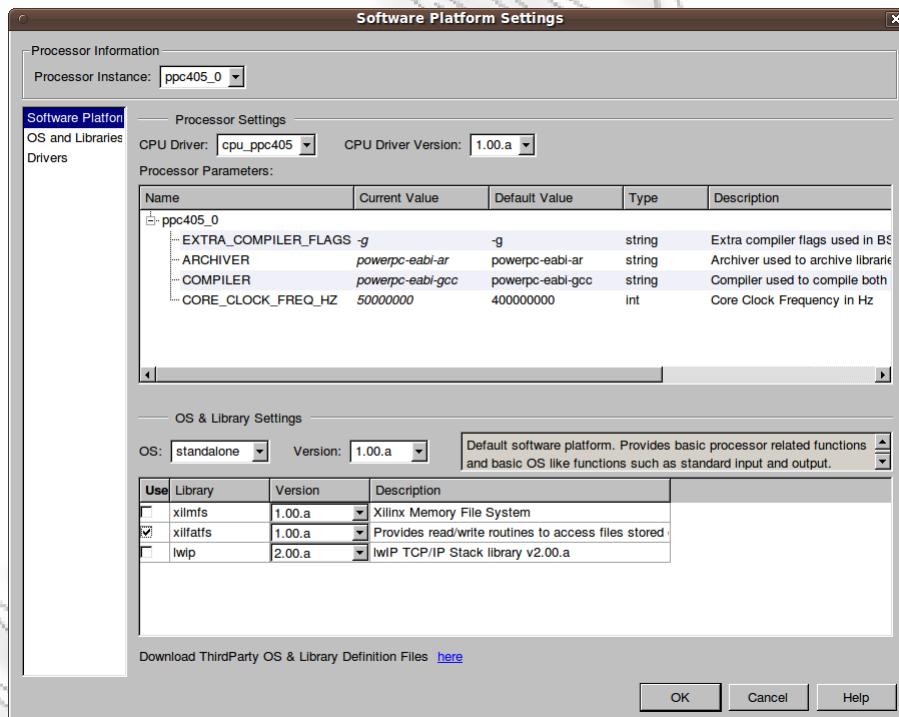 Software Platform Settings
Processor Information
Processor Instance: ppc405_0
Software Platfor
OS and Libraries
Drivers
Processor Settings
CPU Driver: cpu_ppc405 CPU Driver Version: 1.00.a
Processor Parameters:
Name Current Value Default Value Type Description
ppc405_0
EXTRA_COMPILER_FLAGS -g -g string Extra compiler flags used in BS
ARCHIVER powerpc-eabi-ar powerpc-eabi-ar string Archiver used to archive librarie
COMPILER powerpc-eabi-gcc powerpc-eabi-gcc string Compiler used to compile both
CORE_CLOCK_FREQ_HZ 50000000 400000000 int Core Clock Frequency in Hz
OS & Library Settings
OS: standalone Version: 1.00.a
Default software platform. Provides basic processor related functions
and basic OS like functions such as standard input and output.
Use Library Version Description
xilmfs 1.00.a Xilinx Memory File System
xilfatfs 1.00.a Provides read/write routines to access files stored
lwip 2.00.a lwIP TCP/IP Stack library v2.00.a
Download ThirdParty OS & Library Definition Files here
OK Cancel Help